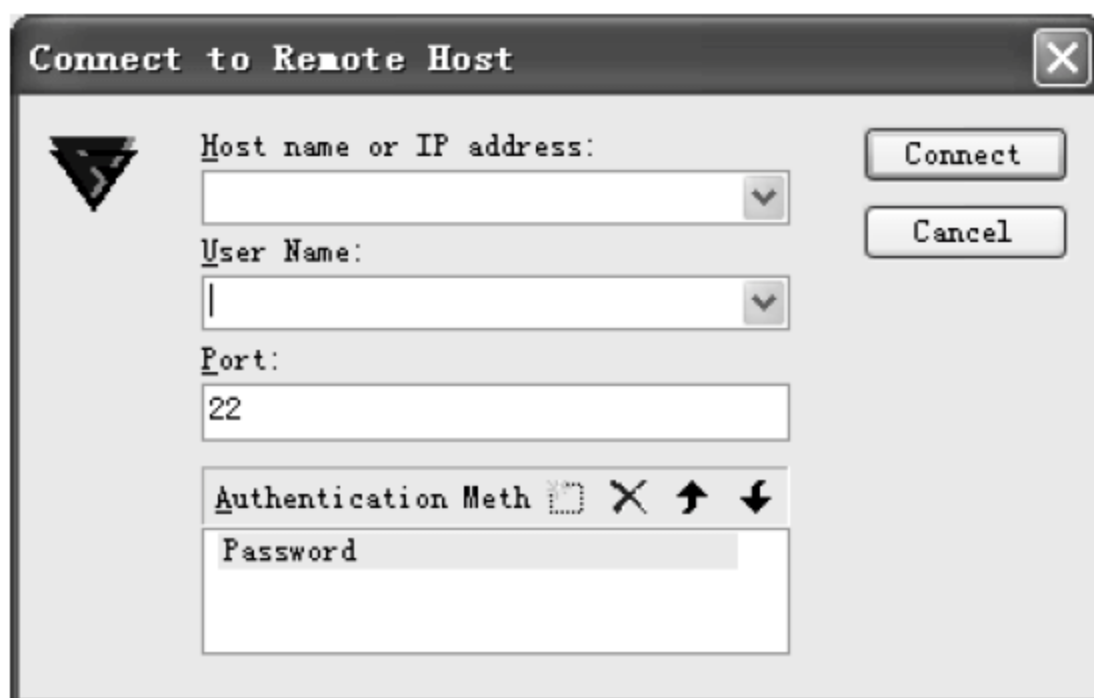 Connect to Remote Host
Host name or IP address:
Connect
Cancel
User Name:
Port:
22
Authentication Meth
Password